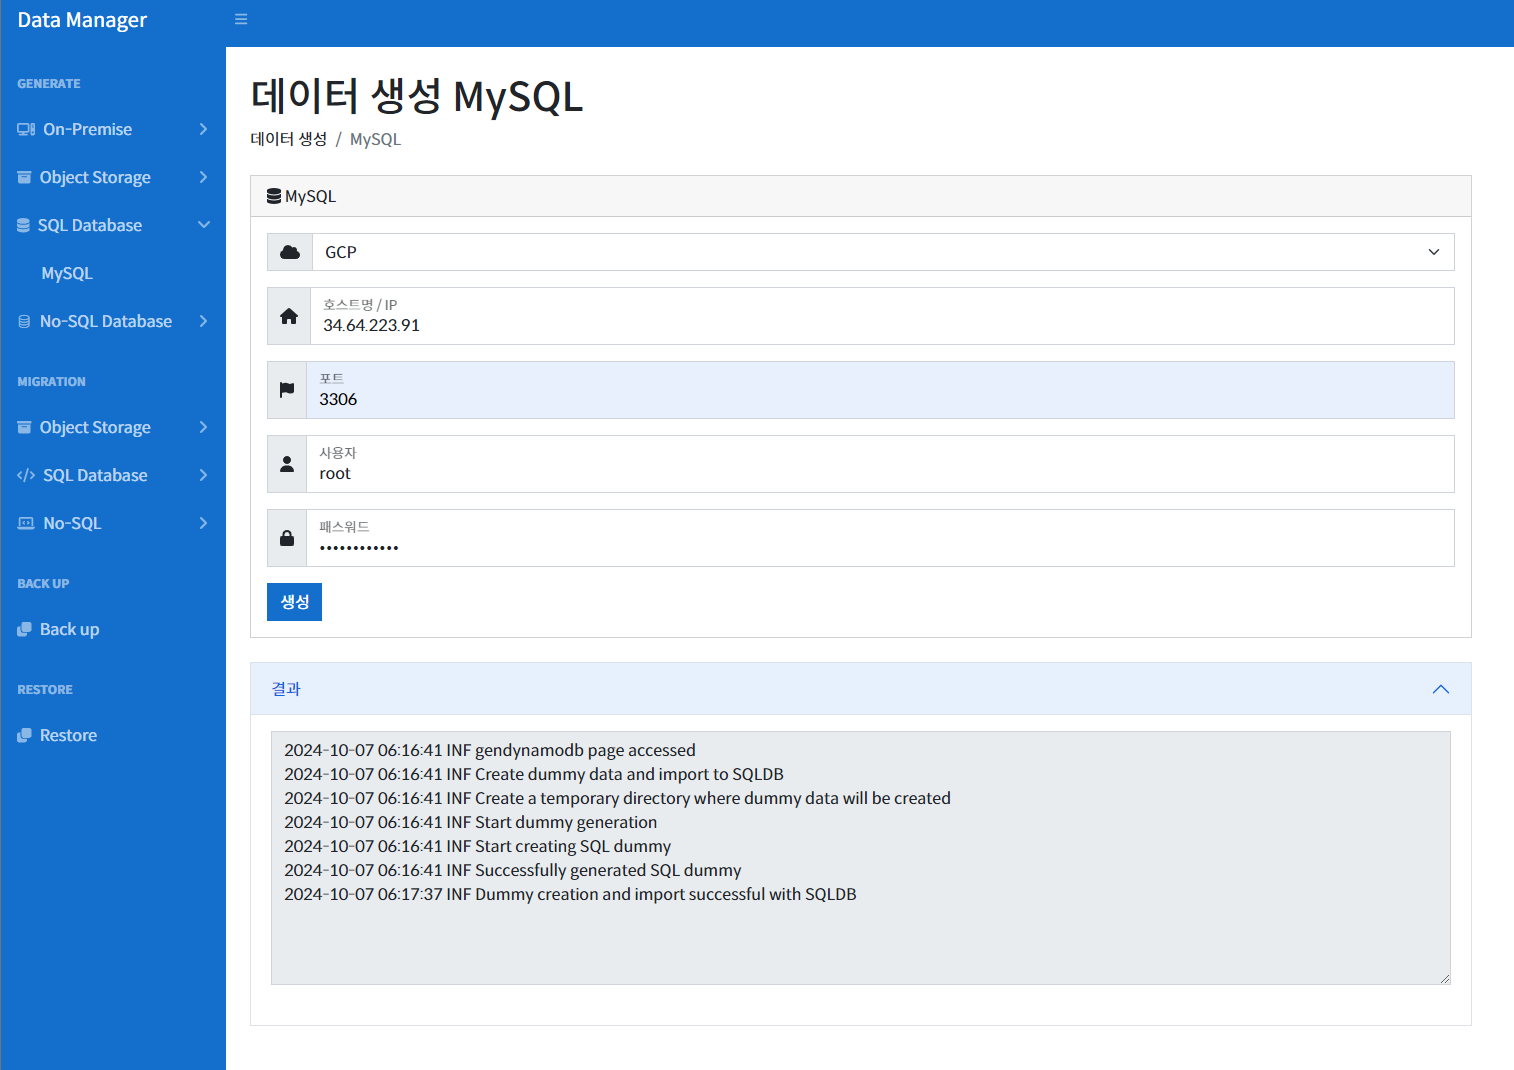 Data Manager
GENERATE
On-Premise
Object Storage
SQL Database
MySQL
No-SQL Database
MIGRATION
Object Storage
SQL Database
No-SQL
BACK UP
Back up
RESTORE
Restore
데이터 생성 MySQL
데이터 생성 / MySQL
MySQL
GCP
호스트명 / IP
34.64.223.91
포트
3306
사용자
root
패스워드
••••••••••••
생성
결과
2024-10-07 06:16:41 INF gendynamodb page accessed
2024-10-07 06:16:41 INF Create dummy data and import to SQLDB
2024-10-07 06:16:41 INF Create a temporary directory where dummy data will be created
2024-10-07 06:16:41 INF Start dummy generation
2024-10-07 06:16:41 INF Start creating SQL dummy
2024-10-07 06:16:41 INF Successfully generated SQL dummy
2024-10-07 06:17:37 INF Dummy creation and import successful with SQLDB